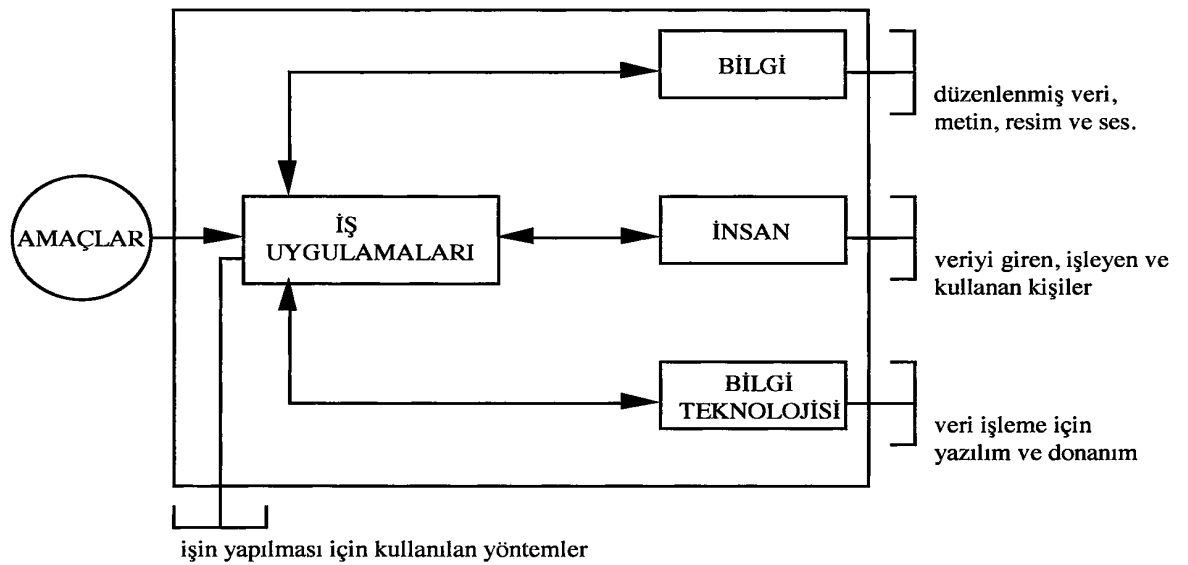 BİLGİ
düzenlenmiş veri,
metin, resim ve ses.
AMAÇLAR
İŞ
UYGULAMALARI
İNSAN
veriyi giren, işleyen ve
kullanan kişiler
BİLGİ
TEKNOLOJİSİ
veri işleme için
yazılım ve donanım
işin yapılması için kullanılan yöntemler